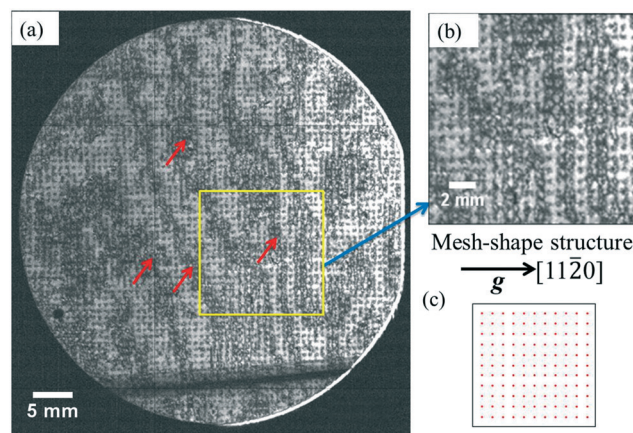 (a)
5 mm
(b)
2 mm
Mesh-shape structure
g [112̄0]
(c)